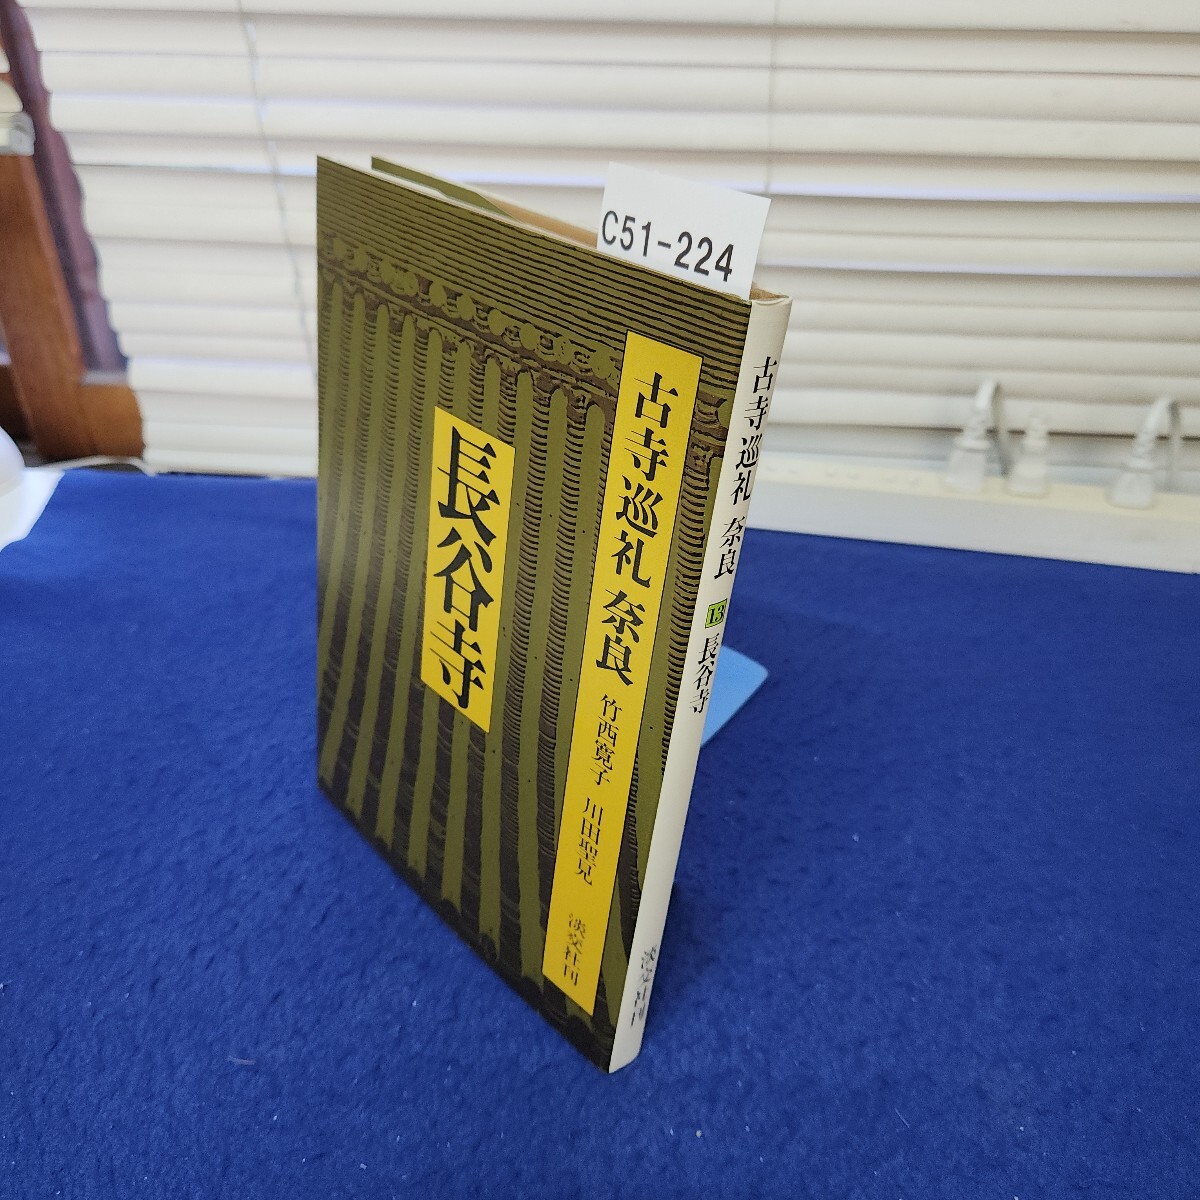 C51-224
古寺巡礼 奈良
竹西寛子 川田聖見
淡交社刊
長谷寺
古寺巡礼 奈良 13 長谷寺
淡交社刊